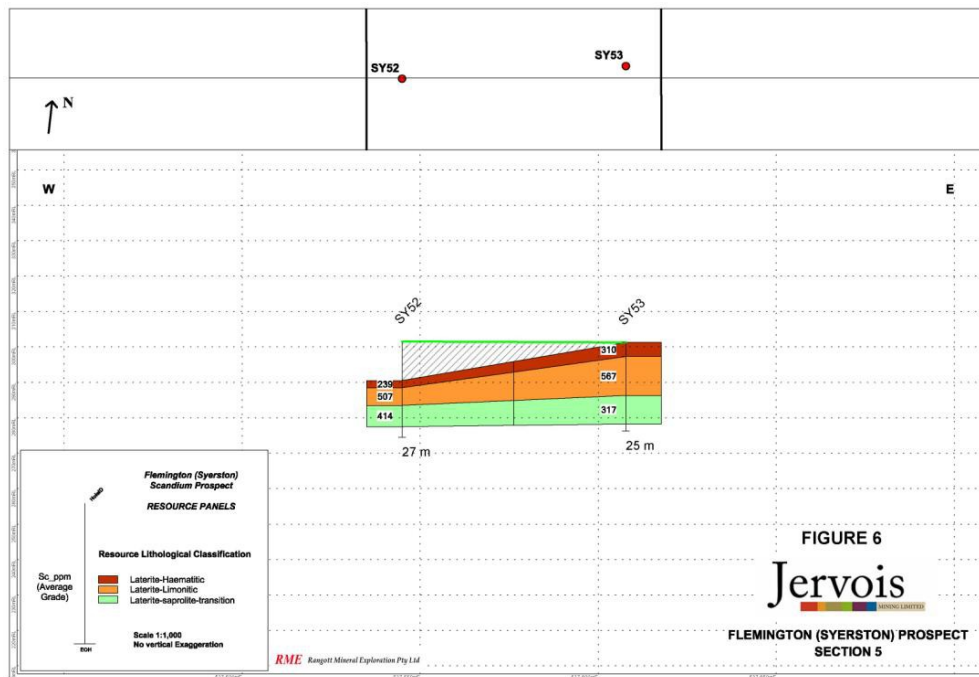 SY52
SY53
N
W
E
SY52
SY53
310
239
567
507
414
317
27 m
25 m
Flemington (Syerston)
Scandium Prospect
HoleID
RESOURCE PANELS
Resource Lithological Classification
Sc_ppm
(Average
Grade)
Laterite-Haematitic
Laterite-Limonitic
Laterite-saprolite-transition
Scale 1:1,000
No vertical Exaggeration
EOH
FIGURE 6
Jervois
MINING LIMITED
FLEMINGTON (SYERSTON) PROSPECT
SECTION 5
RME Rangott Mineral Exploration Pty Ltd